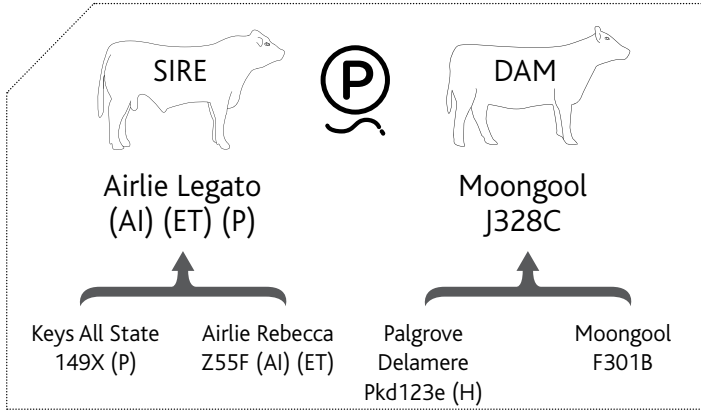 SIRE
P
DAM
Airlie Legato
(AI) (ET) (P)
Moongool
J328C
Keys All State
149X (P)
Airlie Rebecca
Z55F (AI) (ET)
Palgrove
Delamere
Pkd123e (H)
Moongool
F301B